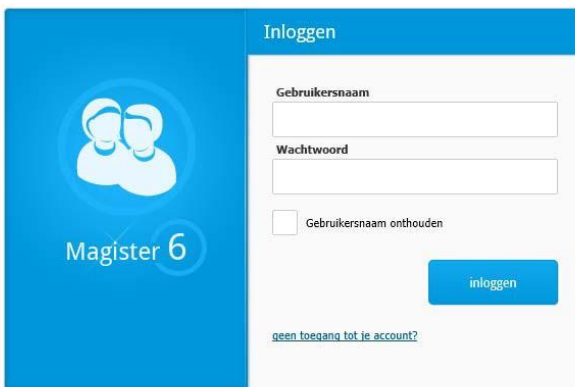 Inloggen
Gebruikersnaam
Wachtwoord
Gebruikersnaam onthouden
Magister 6
inloggen
geen toegang tot je account?